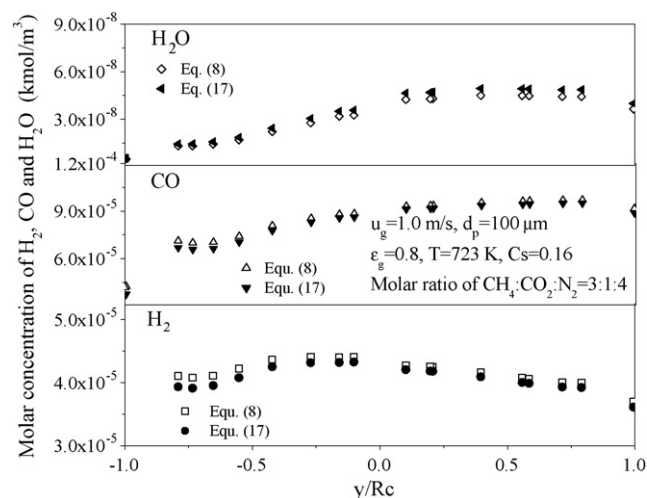 Molar concentration of H₂, CO and H₂O (kmol/m³)
9.0x10⁻⁸
6.0x10⁻⁸
3.0x10⁻⁸
1.2x10⁻⁴
9.0x10⁻⁵
6.0x10⁻⁵
5.0x10⁻⁵
4.0x10⁻⁵
3.0x10⁻⁵
H₂O
◇ Eq. (8)
◀ Eq. (17)
CO
△ Equ. (8)
▼ Equ. (17)
u_g=1.0 m/s, d_p=100 μm
ε_g=0.8, T=723 K, Cs=0.16
Molar ratio of CH₄:CO₂:N₂=3:1:4
H₂
□ Equ. (8)
● Equ. (17)
-1.0 -0.5 0.0 0.5 1.0
y/Rc